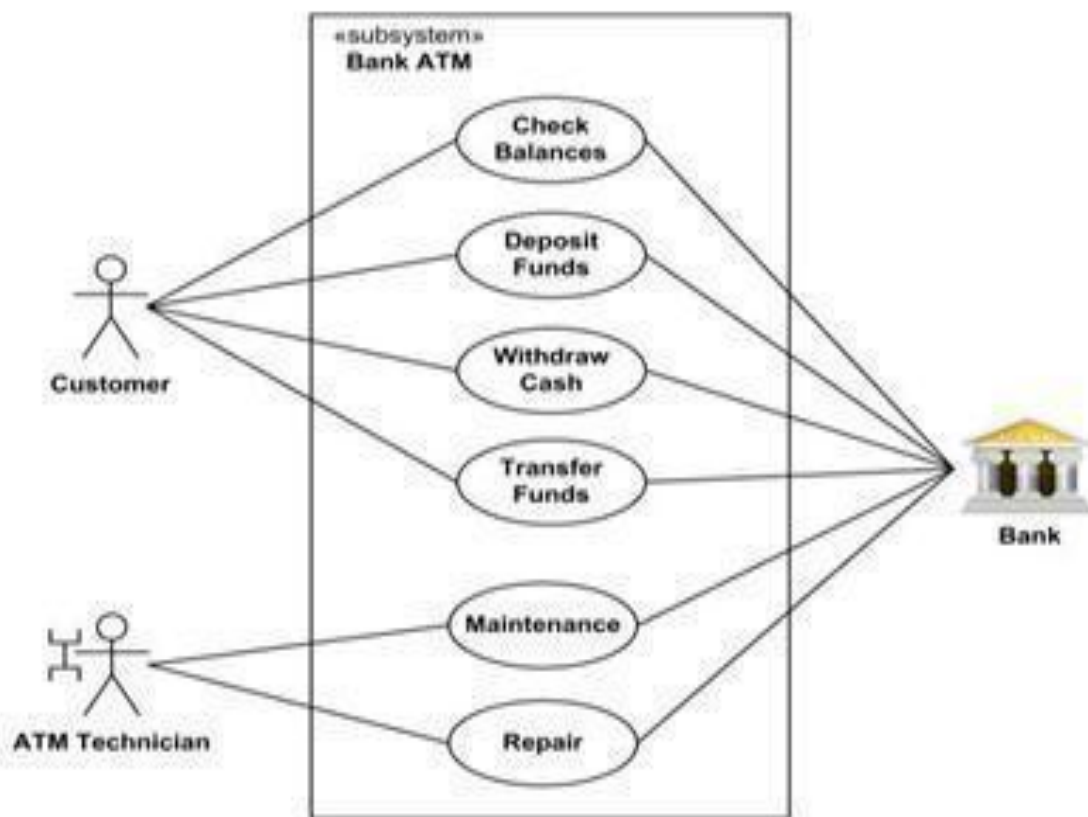 «subsystem»
Bank ATM
Check
Balances
Deposit
Funds
Customer
Withdraw
Cash
Transfer
Funds
Bank
Maintenance
ATM Technician
Repair